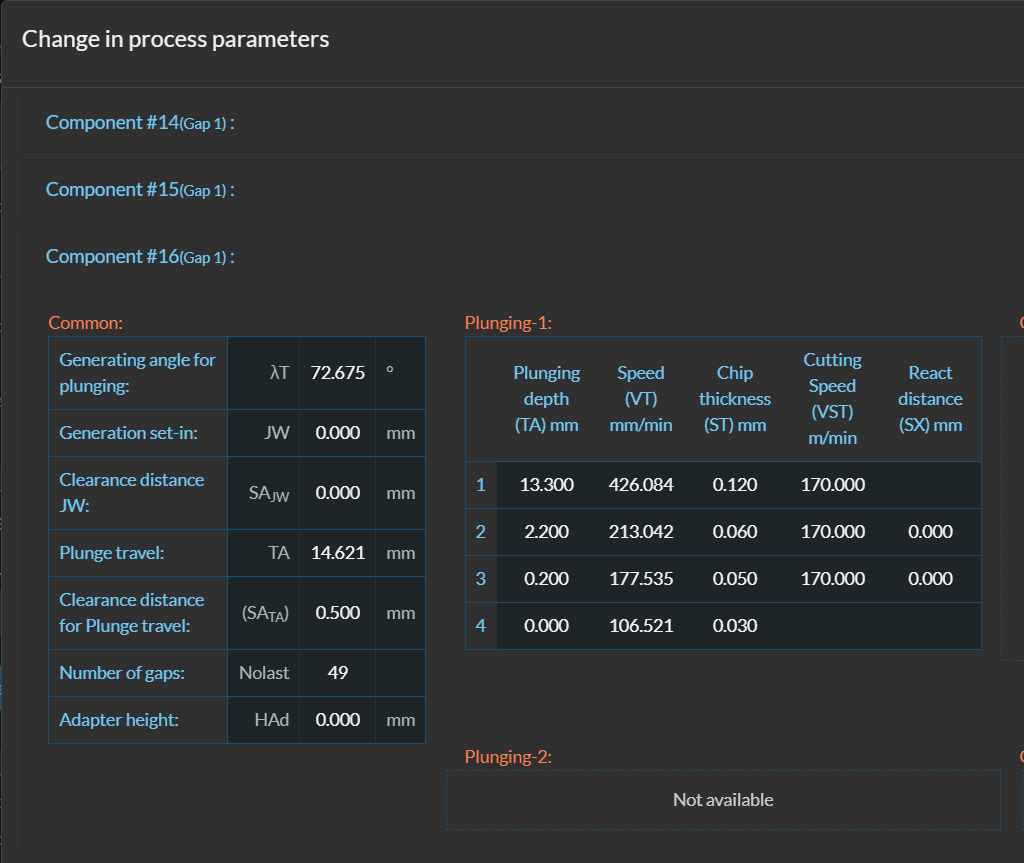 Change in process parameters
Component #14(Gap 1) :
Component #15(Gap 1) :
Component #16(Gap 1) :
Common:
Generating angle for
plunging:
λT 72.675 °
Generation set-in: JW 0.000 mm
Clearance distance
JW:
SAJW 0.000 mm
Plunge travel: TA 14.621 mm
Clearance distance
for Plunge travel:
(SATA) 0.500 mm
Number of gaps: Nolast 49
Adapter height: HAd 0.000 mm
Plunging-1:
Plunging
depth
(TA) mm
Speed
(VT)
mm/min
Chip
thickness
(ST) mm
Cutting
Speed
(VST)
m/min
React
distance
(SX) mm
1 13.300 426.084 0.120 170.000
2 2.200 213.042 0.060 170.000 0.000
3 0.200 177.535 0.050 170.000 0.000
4 0.000 106.521 0.030
Plunging-2:
Not available